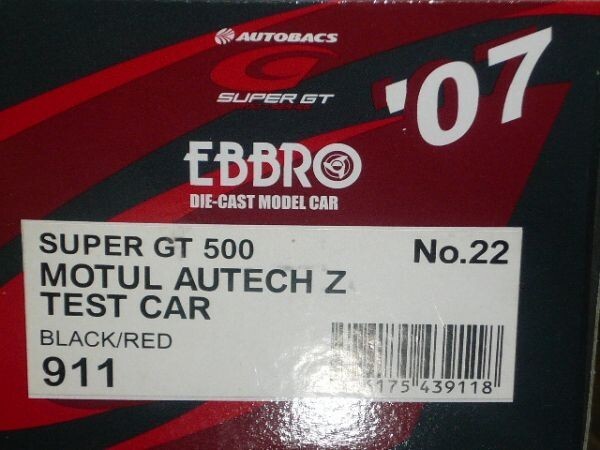 AUTOBACS
SUPER GT
'07
EBBRO
DIE-CAST MODEL CAR
SUPER GT 500
No.22
MOTUL AUTECH Z
TEST CAR
BLACK/RED
911
175 439118